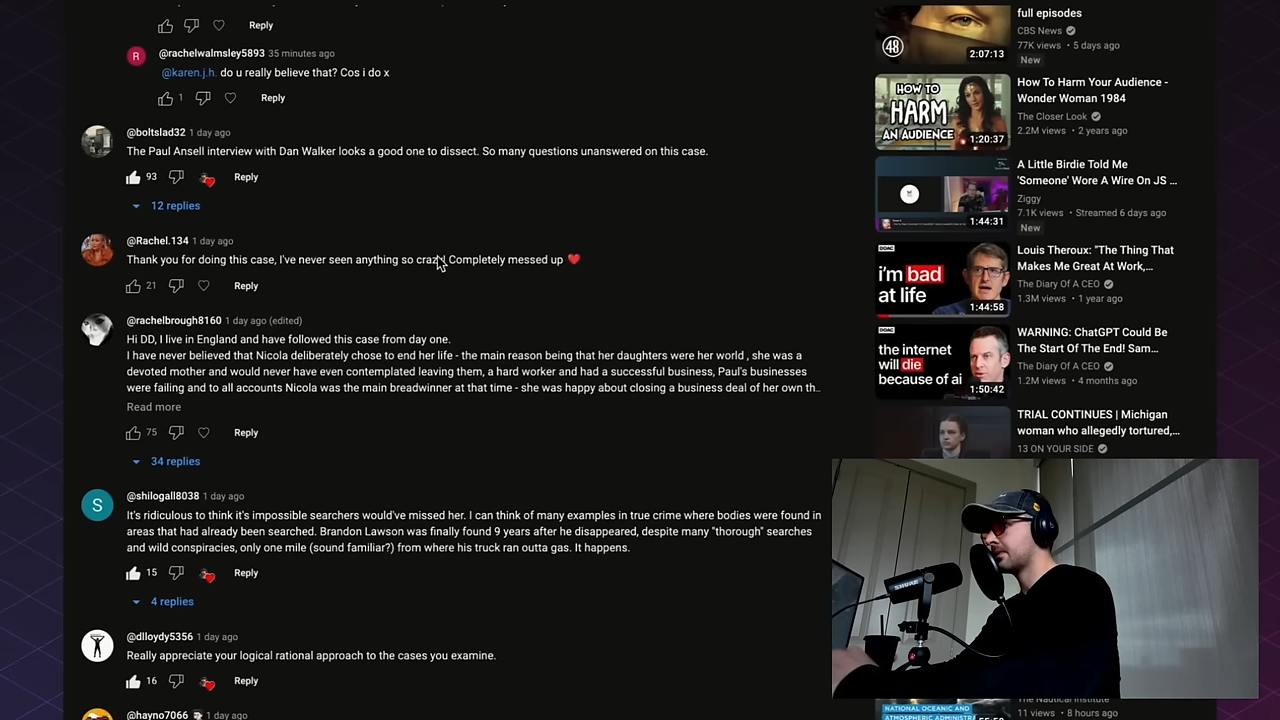 Reply
R
@rachelwalmsley5893 35 minutes ago
@karen.j.h. do u really believe that? Cos i do x
1 Reply
@boltslad32 1 day ago
The Paul Ansell interview with Dan Walker looks a good one to dissect. So many questions unanswered on this case.
93 Reply
12 replies
@Rachel.134 1 day ago
Thank you for doing this case, I've never seen anything so crazy! Completely messed up ❤️
21 Reply
@rachelbrough8160 1 day ago (edited)
Hi DD, I live in England and have followed this case from day one.
I have never believed that Nicola deliberately chose to end her life - the main reason being that her daughters were her world , she was a
devoted mother and would never have even contemplated leaving them, a hard worker and had a successful business, Paul's businesses
were failing and to all accounts Nicola was the main breadwinner at that time - she was happy about closing a business deal of her own th..
Read more
75 Reply
34 replies
S
@shilogall8038 1 day ago
It's ridiculous to think it's impossible searchers would've missed her. I can think of many examples in true crime where bodies were found in
areas that had already been searched. Brandon Lawson was finally found 9 years after he disappeared, despite many "thorough" searches
and wild conspiracies, only one mile (sound familiar?) from where his truck ran outta gas. It happens.
15 Reply
4 replies
@dlloydy5356 1 day ago
Really appreciate your logical rational approach to the cases you examine.
16 Reply
@hayno7066 1 day ago
full episodes
CBS News
77K views • 5 days ago
New
48
2:07:13
How To Harm Your Audience -
Wonder Woman 1984
The Closer Look
2.2M views • 2 years ago
HOW TO
HARM
AN AUDIENCE
1:20:37
A Little Birdie Told Me
'Someone' Wore A Wire On JS ...
Ziggy
7.1K views • Streamed 6 days ago
New
1:44:31
Louis Theroux: "The Thing That
Makes Me Great At Work,...
The Diary Of A CEO
1.3M views • 1 year ago
DOAC
i'm bad
at life
1:44:58
WARNING: ChatGPT Could Be
The Start Of The End! Sam...
The Diary Of A CEO
1.2M views • 4 months ago
DOAC
the internet
will die
because of ai
1:50:42
TRIAL CONTINUES | Michigan
woman who allegedly tortured,...
13 ON YOUR SIDE
SHURE
The Nautical Institute
11 views • 8 hours ago
NATIONAL OCEANIC AND
ATMOSPHERIC ADMINISTRA